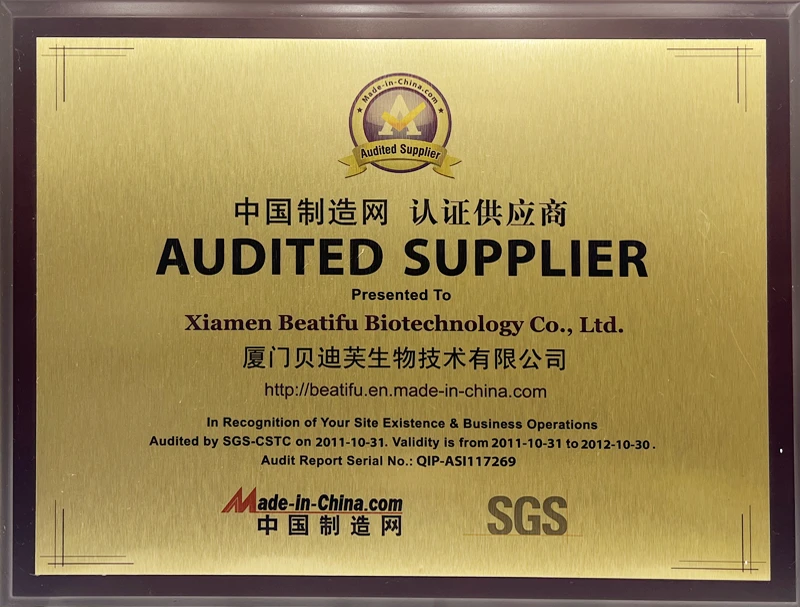 Made-in-China.com
Audited Supplier
中国制造网 认证供应商
AUDITED SUPPLIER
Presented To
Xiamen Beatifu Biotechnology Co., Ltd.
厦门贝迪芙生物技术有限公司
http://beatifu.en.made-in-china.com
In Recognition of Your Site Existence & Business Operations
Audited by SGS-CSTC on 2011-10-31. Validity is from 2011-10-31 to 2012-10-30 .
Audit Report Serial No.: QIP-ASI117269
Made-in-China.com
中国制造网
SGS